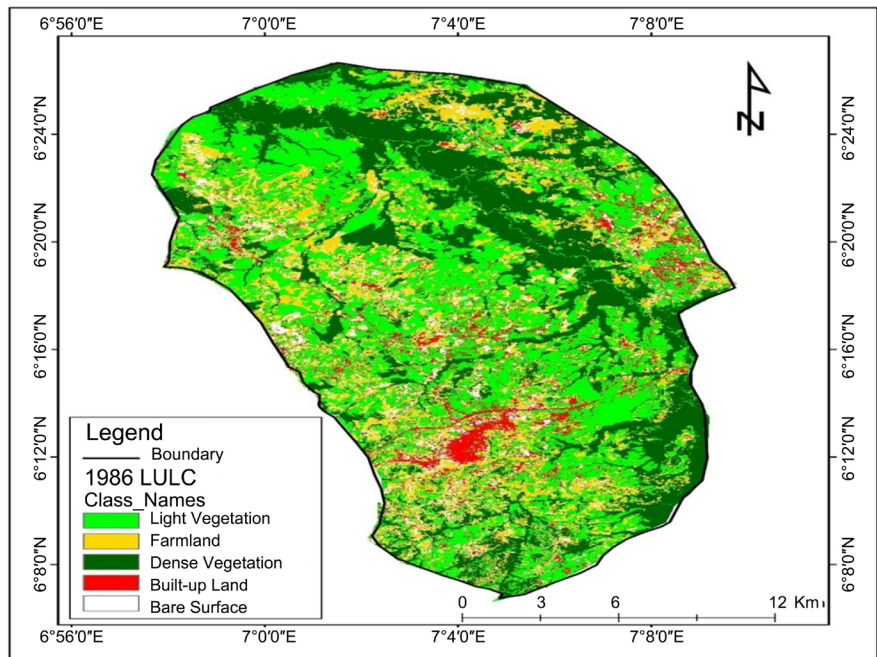 6°56′0″E 7°0′0″E 7°4′0″E 7°8′0″E
N
6°24′0″N 6°24′0″N
6°20′0″N 6°20′0″N
6°16′0″N 6°16′0″N
6°12′0″N 6°12′0″N
6°8′0″N 6°8′0″N
Legend
Boundary
1986 LULC
Class_Names
Light Vegetation
Farmland
Dense Vegetation
Built-up Land
Bare Surface
0 3 6 12 Km
6°56′0″E 7°0′0″E 7°4′0″E 7°8′0″E